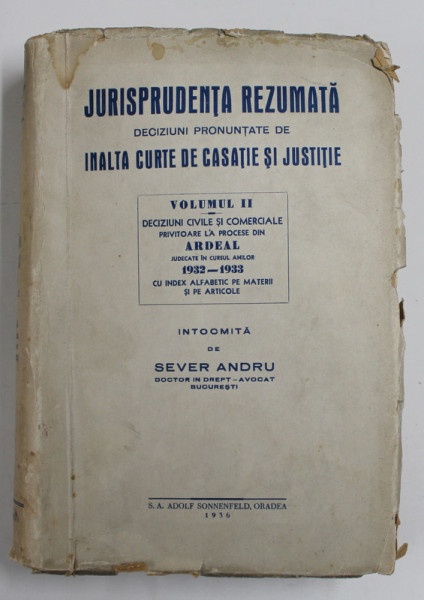 JURISPRUDENȚA REZUMATĂ
DECIZIUNI PRONUNȚATE DE
INALTA CURTE DE CASAȚIE ȘI JUSTIȚIE
VOLUMUL II
DECIZIUNI CIVILE ȘI COMERCIALE
PRIVITOARE LA PROCESE DIN
ARDEAL
JUDECATE ÎN CURSUL ANILOR
1932—1933
CU INDEX ALFABETIC PE MATERII
ȘI PE ARTICOLE
INTOCMITĂ
DE
SEVER ANDRU
DOCTOR IN DREPT - AVOCAT
BUCUREȘTI
S. A. ADOLF SONNENFELD, ORADEA
1936